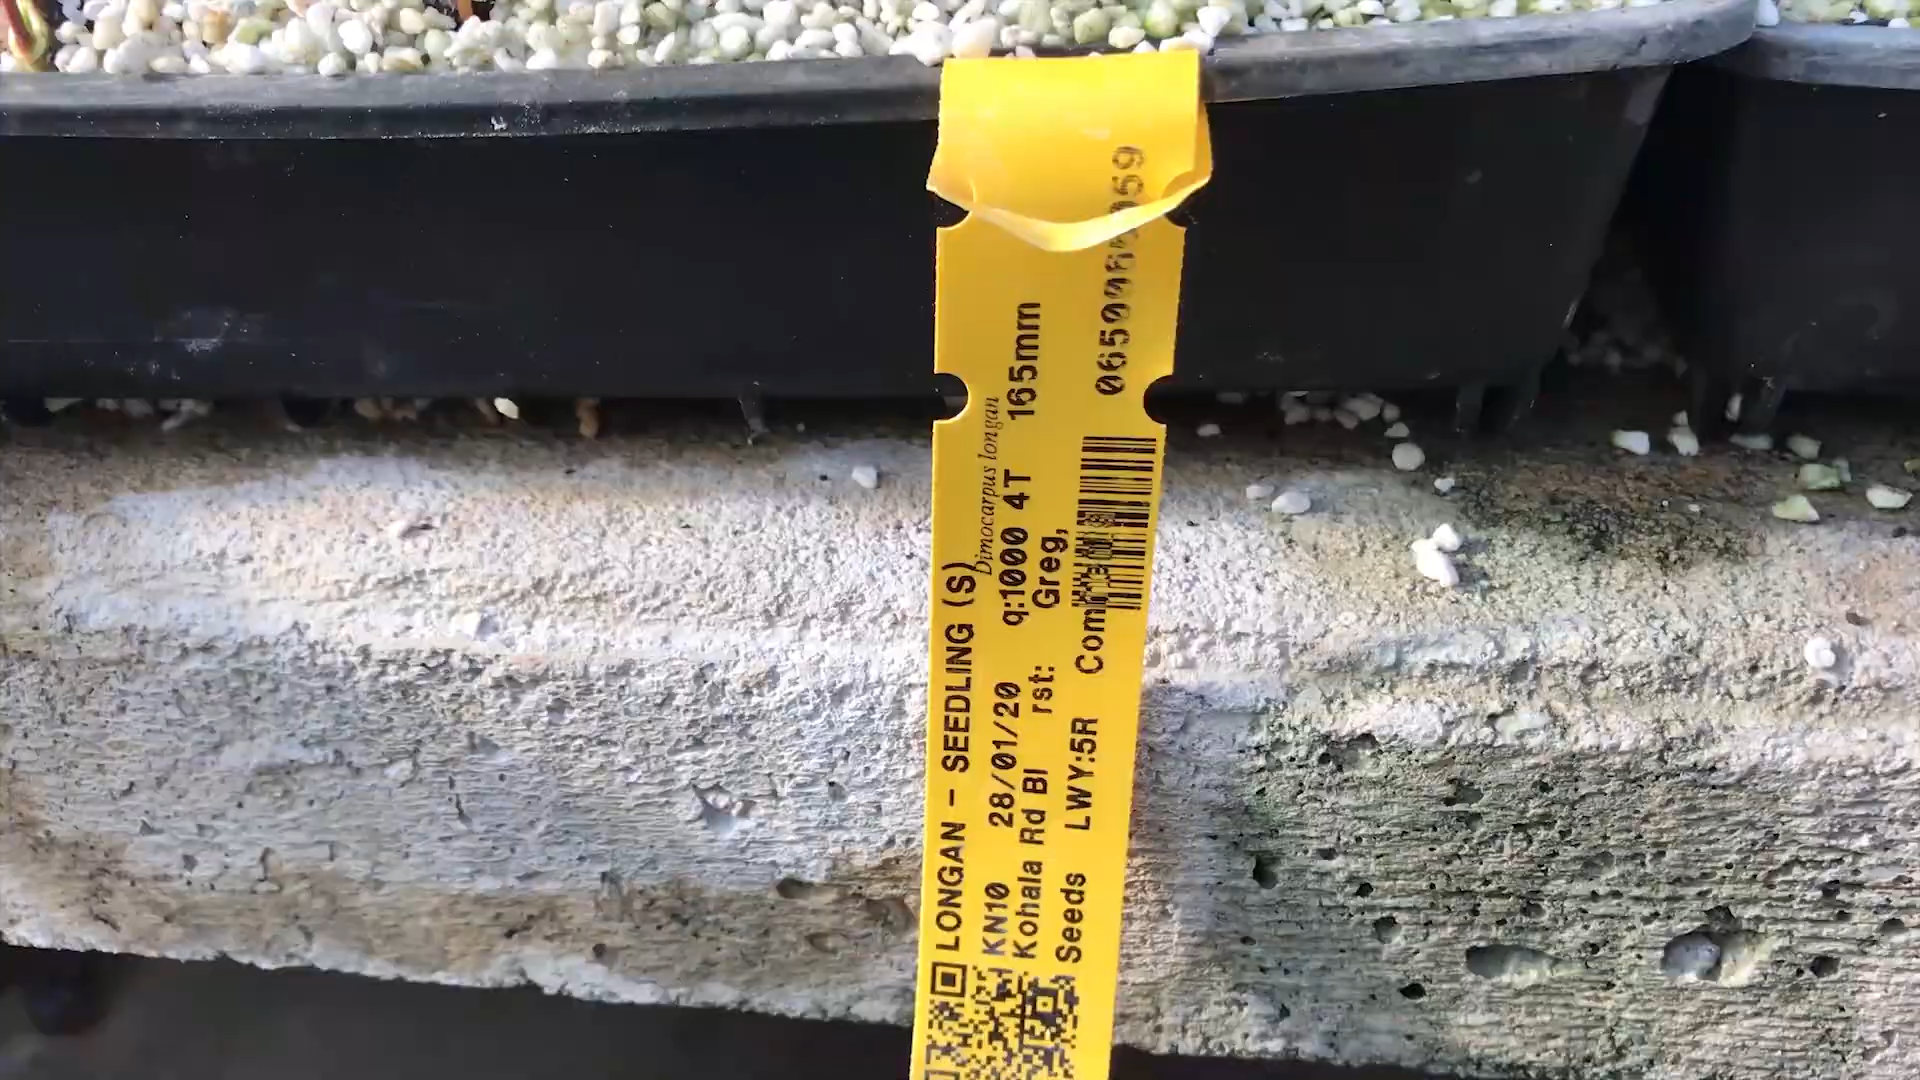 LONGAN - SEEDLING (S)
Dimocarpus longan
KN10 28/01/20 q:1000 4T 165mm
Kohala Rd Bl rst: Greg,
Seeds LWY:5R